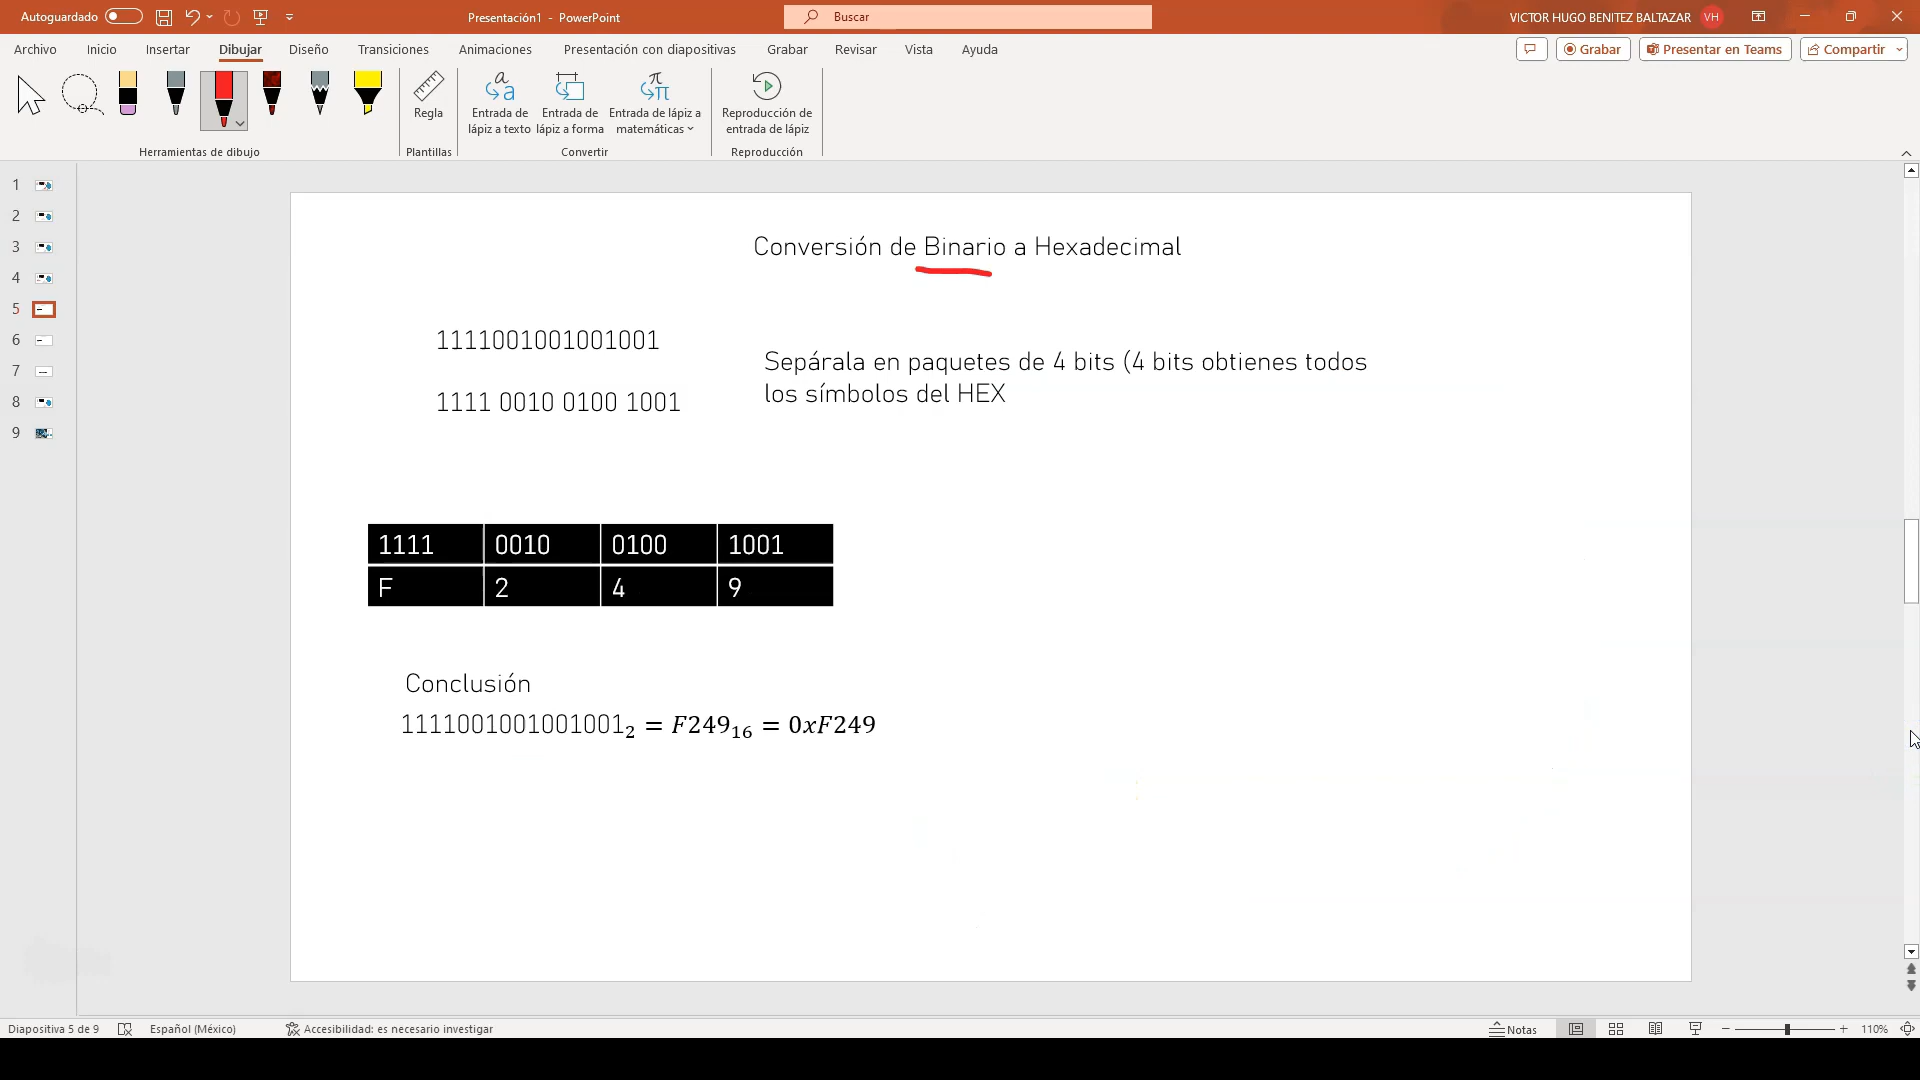 Autoguardado
Presentación1 - PowerPoint
Buscar
VICTOR HUGO BENITEZ BALTAZAR VH
Archivo Inicio Insertar Dibujar Diseño Transiciones Animaciones Presentación con diapositivas Grabar Revisar Vista Ayuda
Grabar Presentar en Teams Compartir
Regla
Entrada de lápiz a texto
Entrada de lápiz a forma
Entrada de lápiz a matemáticas
Reproducción de entrada de lápiz
Herramientas de dibujo Plantillas Convertir Reproducción
1
2
3
4
5
6
7
8
9
Conversión de Binario a Hexadecimal
1111001001001001
1111 0010 0100 1001
Sepárala en paquetes de 4 bits (4 bits obtienes todos
los símbolos del HEX
1111 0010 0100 1001
F 2 4 9
Conclusión
1111001001001001₂ = F249₁₆ = 0xF249
Diapositiva 5 de 9 Español (México) Accesibilidad: es necesario investigar Notas 110%